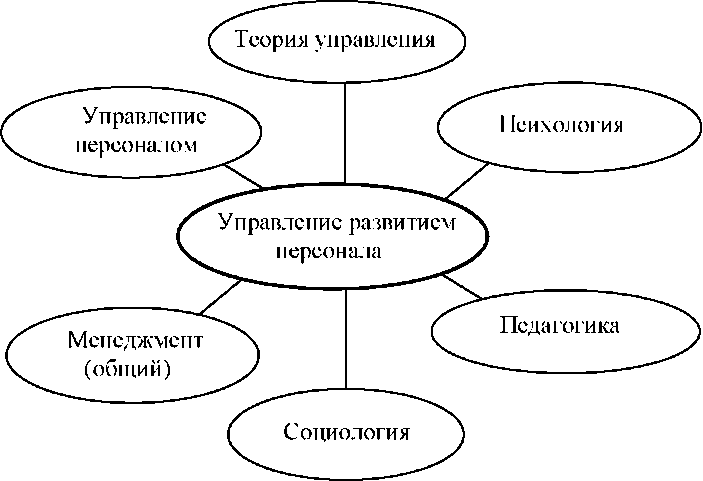 Теория управления
Управление
персоналом
Психология
Управление развитием
персонала
Менеджмент
(общий)
Педагогика
Социология